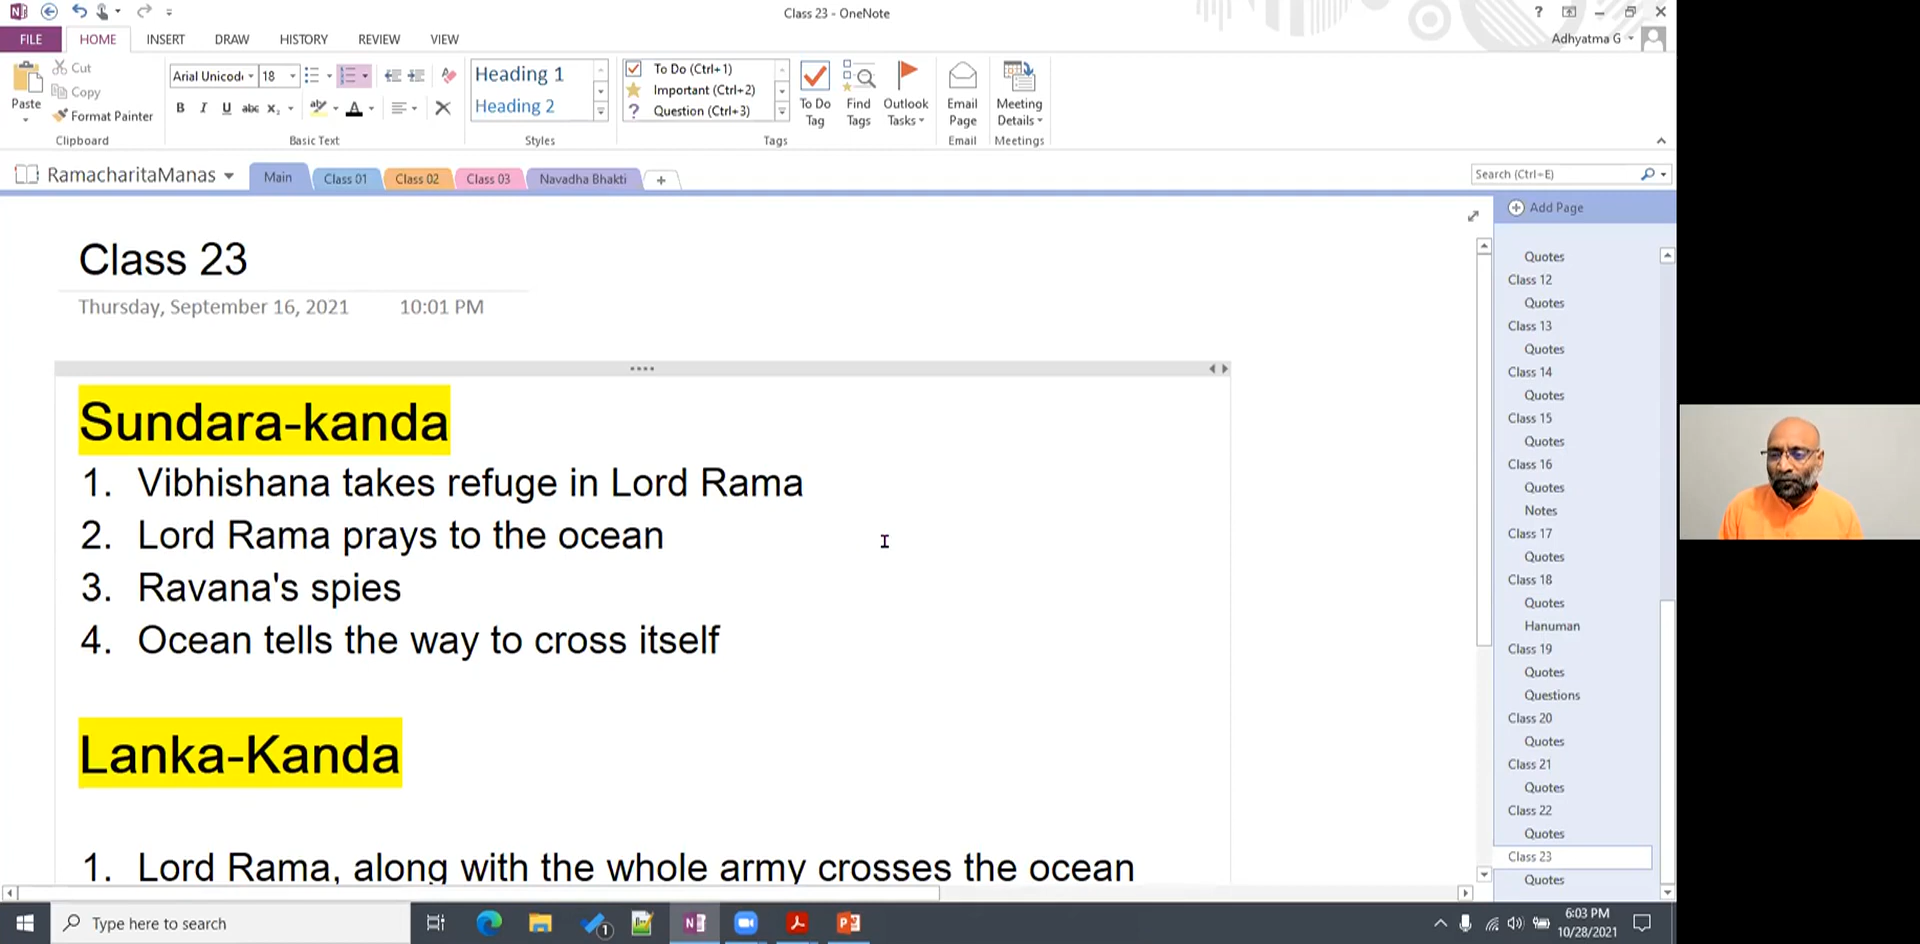 Class 23 - OneNote
?
FILE HOME INSERT DRAW HISTORY REVIEW VIEW
Adhyatma G
Paste
Cut
Copy
Format Painter
Clipboard
Arial Unicod 18
B I U abc X A
Basic Text
Heading 1
Heading 2
Styles
To Do (Ctrl+1)
Important (Ctrl+2)
? Question (Ctrl+3)
To Do
Tag
Find
Tags
Tags
Outlook
Tasks
Email
Page
Email
Meeting
Details
Meetings
RamacharitaManas
Main Class 01 Class 02 Class 03 Navadha Bhakti +
Search (Ctrl+E)
Class 23
Thursday, September 16, 2021 10:01 PM
Sundara-kanda
1. Vibhishana takes refuge in Lord Rama
2. Lord Rama prays to the ocean
3. Ravana's spies
4. Ocean tells the way to cross itself
Lanka-Kanda
1. Lord Rama, along with the whole army crosses the ocean
Add Page
Quotes
Class 12
Quotes
Class 13
Quotes
Class 14
Quotes
Class 15
Quotes
Class 16
Quotes
Notes
Class 17
Quotes
Class 18
Quotes
Hanuman
Class 19
Quotes
Questions
Class 20
Quotes
Class 21
Quotes
Class 22
Quotes
Class 23
Quotes
Type here to search
1
N
6:03 PM
10/28/2021